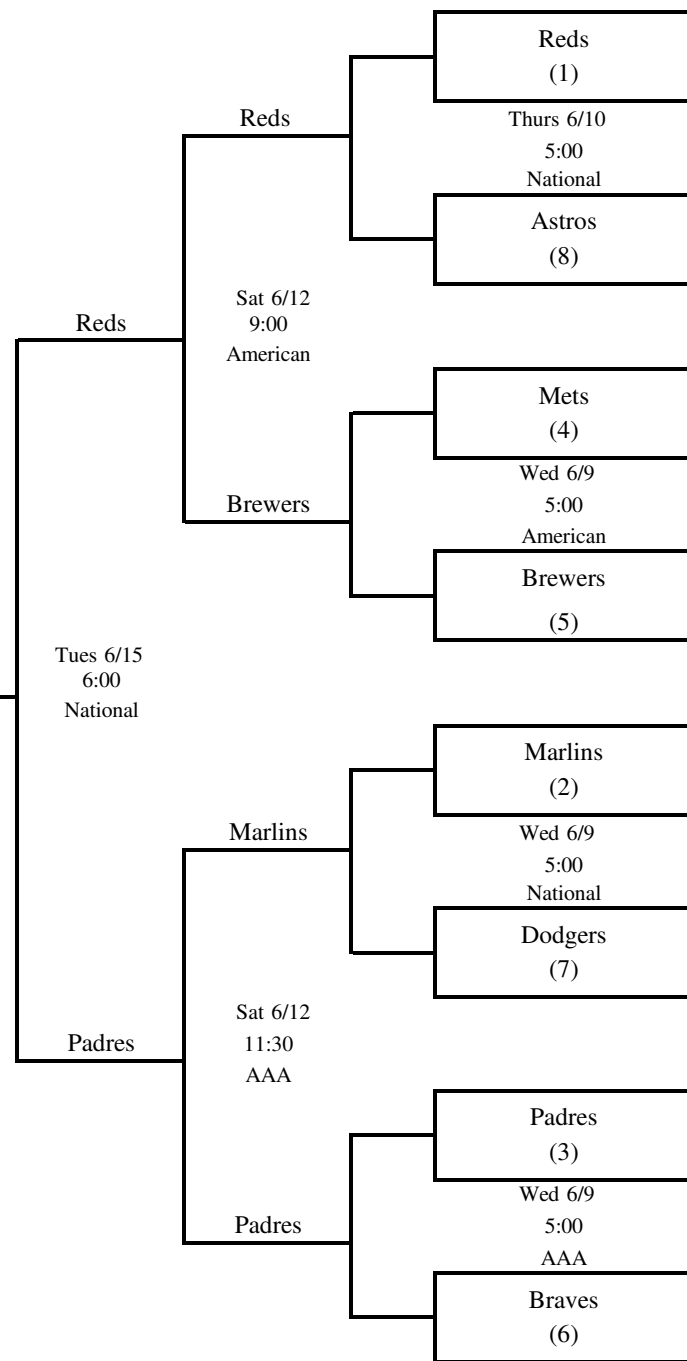 Reds
(1)
Reds
Thurs 6/10
5:00
National
Astros
(8)
Sat 6/12
9:00
American
Reds
Mets
(4)
Wed 6/9
5:00
American
Brewers
Brewers
(5)
Tues 6/15
6:00
National
Marlins
(2)
Marlins
Wed 6/9
5:00
National
Dodgers
(7)
Sat 6/12
11:30
AAA
Padres
Padres
(3)
Wed 6/9
5:00
AAA
Padres
Braves
(6)